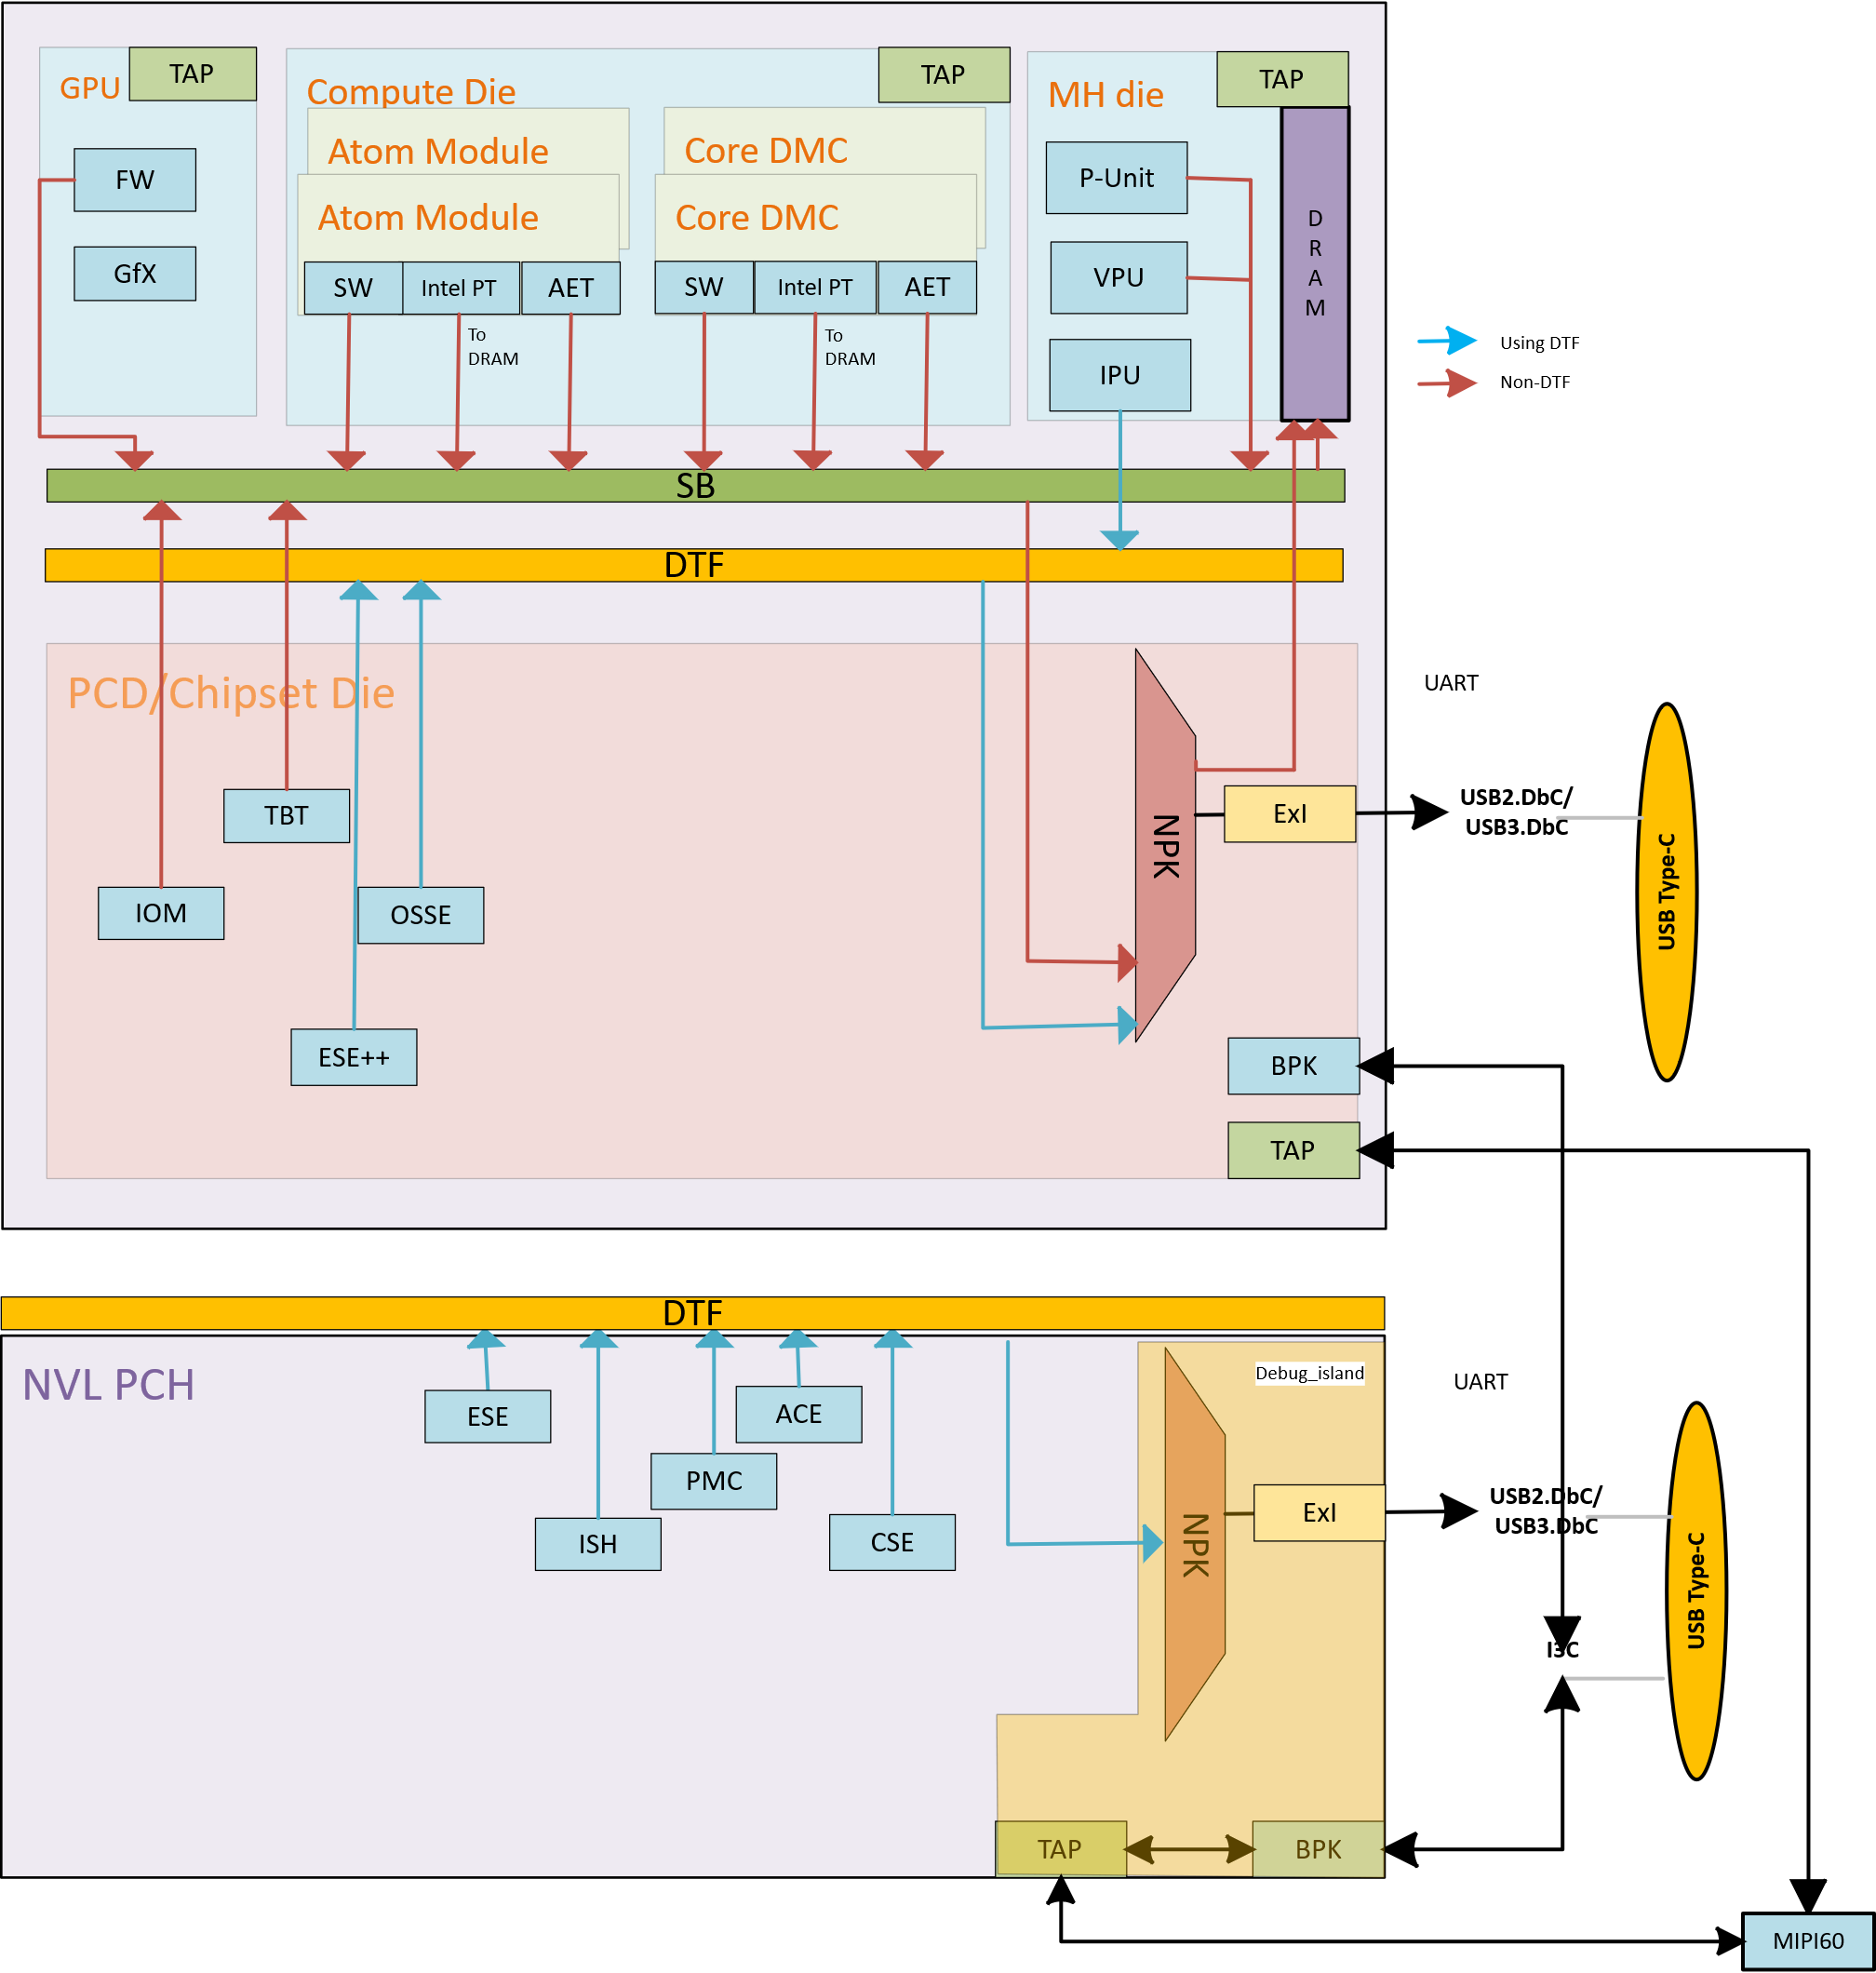 GPU
TAP
FW
GfX
Compute Die
TAP
Atom Module
Atom Module
SW
Intel PT
AET
To
DRAM
Core DMC
Core DMC
SW
Intel PT
AET
To
DRAM
MH die
TAP
P-Unit
VPU
IPU
D
R
A
M
Using DTF
Non-DTF
SB
DTF
PCD/Chipset Die
TBT
IOM
OSSE
ESE++
NPK
ExI
BPK
TAP
UART
USB2.DbC/
USB3.DbC
USB Type-C
DTF
NVL PCH
ESE
ACE
PMC
ISH
CSE
Debug_island
NPK
ExI
TAP
BPK
UART
USB2.DbC/
USB3.DbC
I3C
USB Type-C
MIPI60